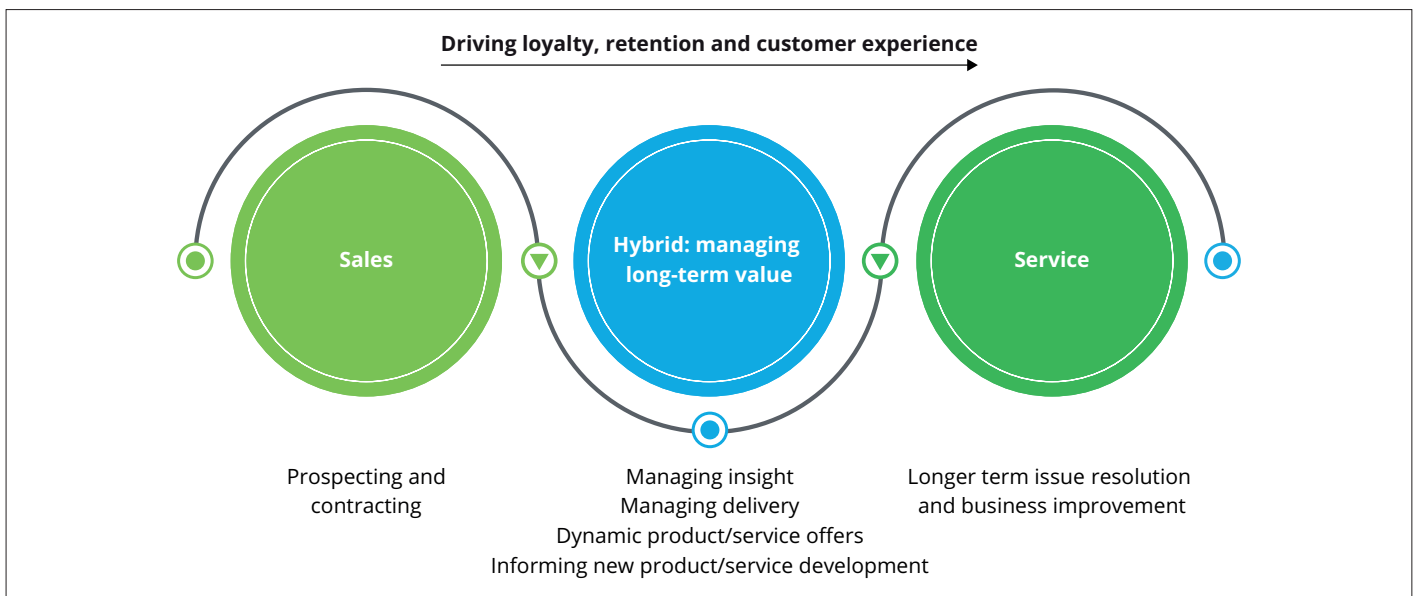 Driving loyalty, retention and customer experience
Sales
Hybrid: managing
long-term value
Service
Prospecting and
contracting
Managing insight
Managing delivery
Dynamic product/service offers
Informing new product/service development
Longer term issue resolution
and business improvement